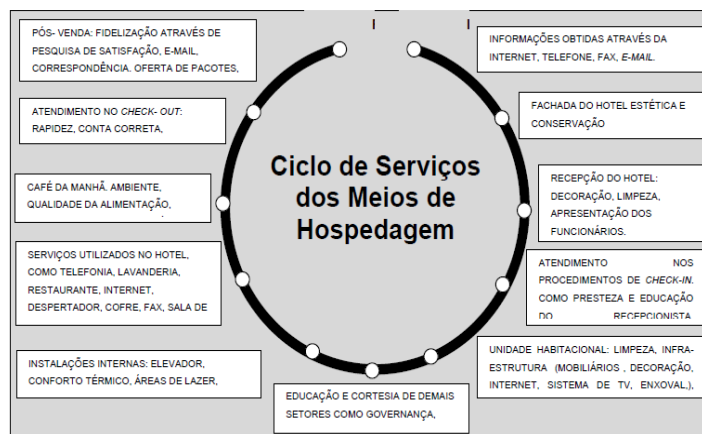 Ciclo de Serviços
dos Meios de
Hospedagem
INFORMAÇÕES OBTIDAS ATRAVÉS DA
INTERNET, TELEFONE, FAX, E-MAIL.
FACHADA DO HOTEL ESTÉTICA E
CONSERVAÇÃO
RECEPÇÃO DO HOTEL:
DECORAÇÃO, LIMPEZA,
APRESENTAÇÃO DOS
FUNCIONÁRIOS.
ATENDIMENTO NOS
PROCEDIMENTOS DE CHECK-IN.
COMO PRESTEZA E EDUCAÇÃO
DO RECEPCIONISTA
UNIDADE HABITACIONAL: LIMPEZA, INFRA-
ESTRUTURA (MOBILIÁRIOS , DECORAÇÃO,
INTERNET, SISTEMA DE TV, ENXOVAL,),
EDUCAÇÃO E CORTESIA DE DEMAIS
SETORES COMO GOVERNANÇA,
INSTALAÇÕES INTERNAS: ELEVADOR,
CONFORTO TÉRMICO, ÁREAS DE LAZER,
SERVIÇOS UTILIZADOS NO HOTEL,
COMO TELEFONIA, LAVANDERIA,
RESTAURANTE, INTERNET,
DESPERTADOR, COFRE, FAX, SALA DE
CAFÉ DA MANHÃ. AMBIENTE,
QUALIDADE DA ALIMENTAÇÃO,
ATENDIMENTO NO CHECK- OUT:
RAPIDEZ, CONTA CORRETA,
PÓS- VENDA: FIDELIZAÇÃO ATRAVÉS DE
PESQUISA DE SATISFAÇÃO, E-MAIL,
CORRESPONDÊNCIA. OFERTA DE PACOTES,